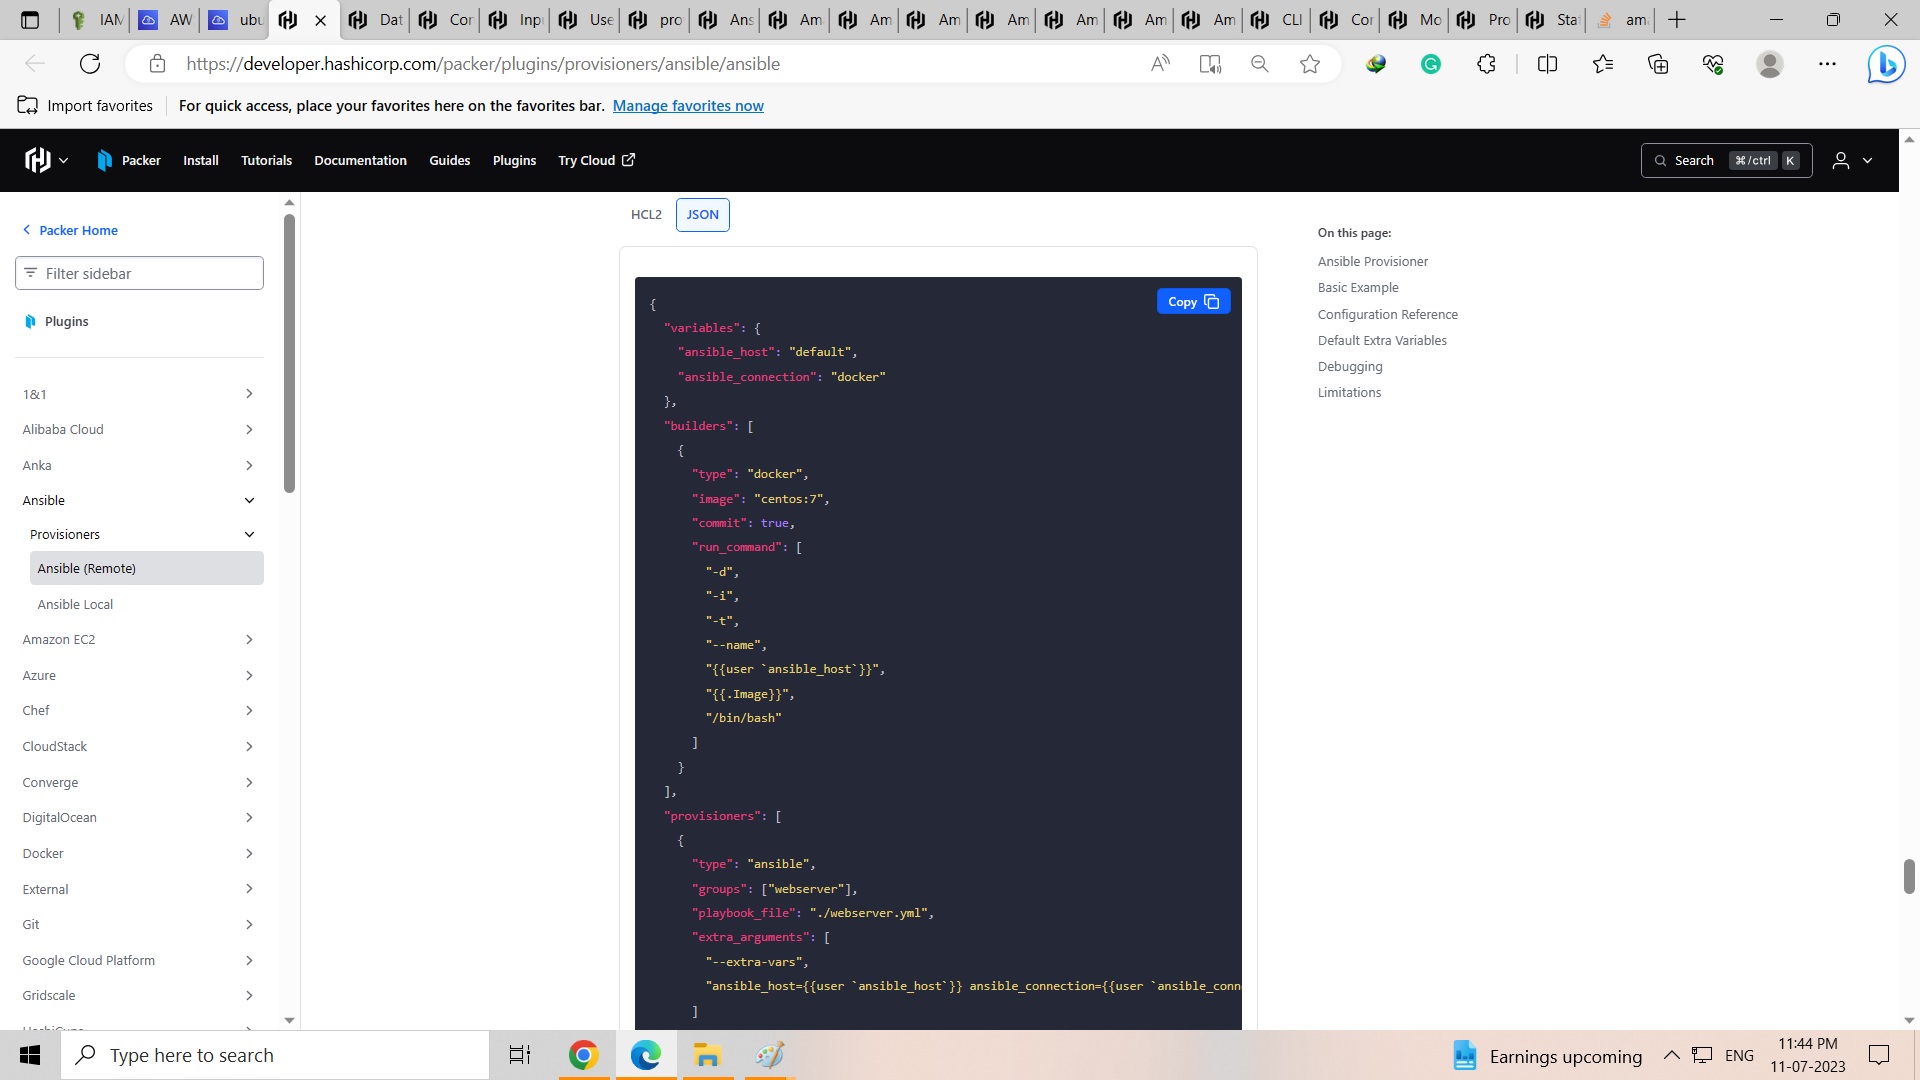 IAM
AW
ubu
Dat
Cor
Inpu
Use
pro
Ans
Ama
Am
Am
Am
Am
Am
Am
CLI
Cor
Mo
Pro
Stat
ama
https://developer.hashicorp.com/packer/plugins/provisioners/ansible/ansible
Import favorites
For quick access, place your favorites here on the favorites bar. Manage favorites now
Packer
Install
Tutorials
Documentation
Guides
Plugins
Try Cloud
Search ⌘/ctrl K
Packer Home
Filter sidebar
Plugins
1&1
Alibaba Cloud
Anka
Ansible
Provisioners
Ansible (Remote)
Ansible Local
Amazon EC2
Azure
Chef
CloudStack
Converge
DigitalOcean
Docker
External
Git
Google Cloud Platform
Gridscale
HCL2 JSON
Copy
{
"variables": {
"ansible_host": "default",
"ansible_connection": "docker"
},
"builders": [
{
"type": "docker",
"image": "centos:7",
"commit": true,
"run_command": [
"-d",
"-i",
"-t",
"--name",
"{{user `ansible_host`}}",
"{{.Image}}",
"/bin/bash"
]
}
],
"provisioners": [
{
"type": "ansible",
"groups": ["webserver"],
"playbook_file": "./webserver.yml",
"extra_arguments": [
"--extra-vars",
"ansible_host={{user `ansible_host`}} ansible_connection={{user `ansible_conn
]
On this page:
Ansible Provisioner
Basic Example
Configuration Reference
Default Extra Variables
Debugging
Limitations
Type here to search
Earnings upcoming
ENG
11:44 PM
11-07-2023